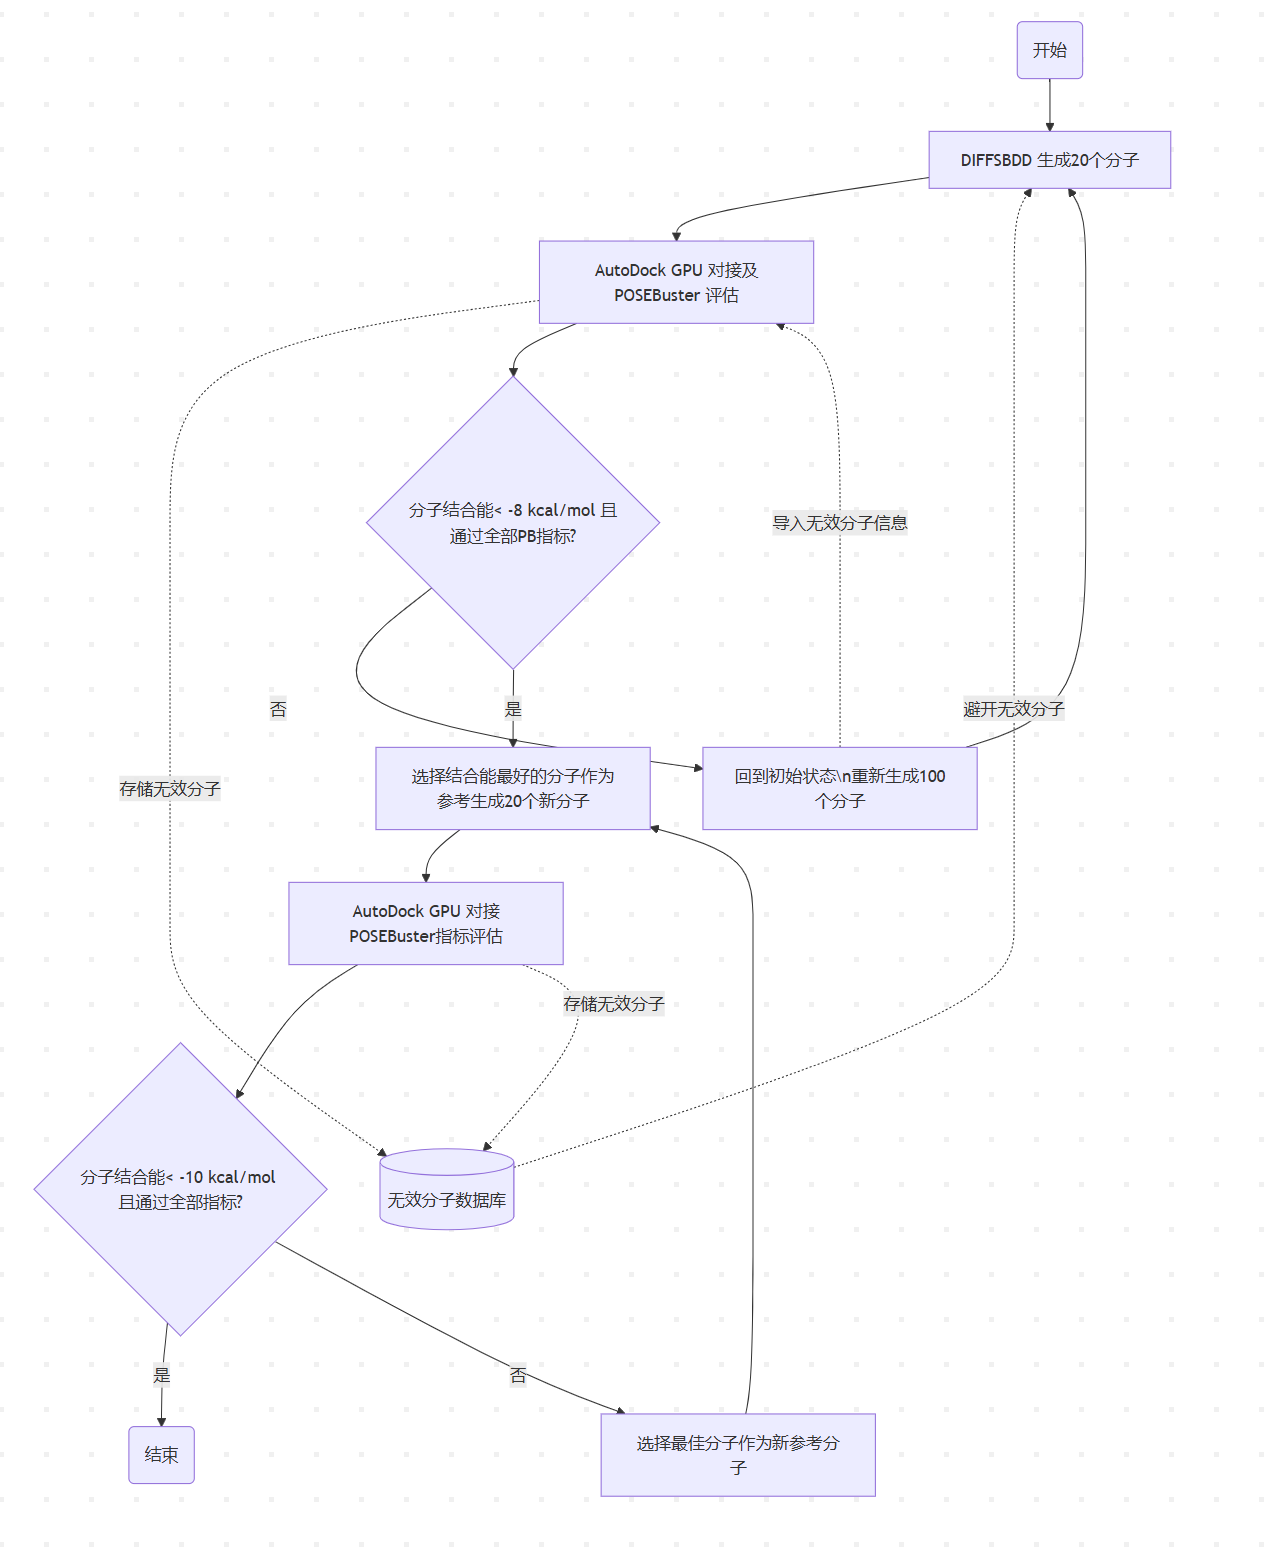 开始
DIFFSBDD 生成20个分子
AutoDock GPU 对接及
POSEBuster 评估
分子结合能< -8 kcal/mol 且
通过全部PB指标?
导入无效分子信息
否
是
避开无效分子
存储无效分子
选择结合能最好的分子作为
参考生成20个新分子
回到初始状态\n重新生成100
个分子
AutoDock GPU 对接
POSEBuster指标评估
存储无效分子
分子结合能< -10 kcal/mol
且通过全部指标?
无效分子数据库
是
否
结束
选择最佳分子作为新参考分
子